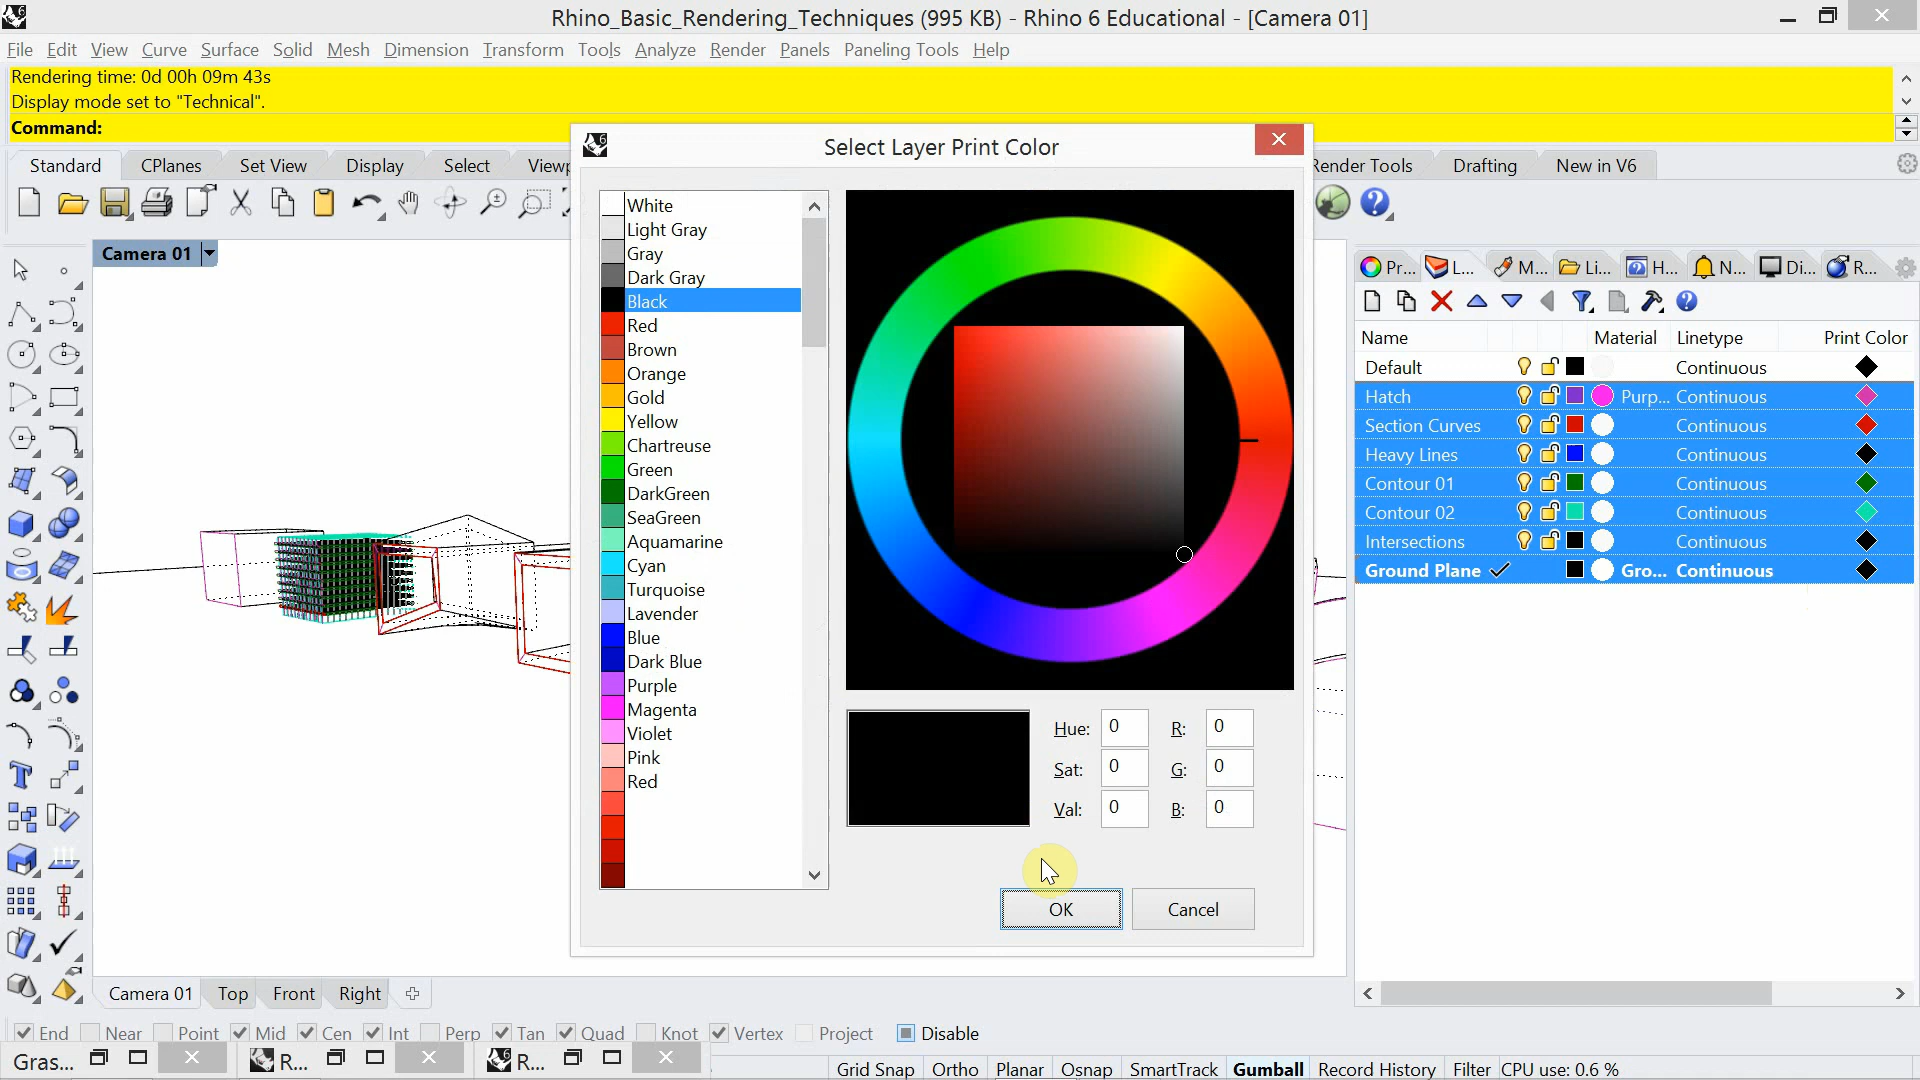 Rhino_Basic_Rendering_Techniques (995 KB) - Rhino 6 Educational - [Camera 01]
File Edit View Curve Surface Solid Mesh Dimension Transform Tools Analyze Render Panels Paneling Tools Help
Rendering time: 0d 00h 09m 43s
Display mode set to "Technical".
Command:
Select Layer Print Color
Standard CPlanes Set View Display Select Viewp Render Tools Drafting New in V6
Camera 01
White
Light Gray
Gray
Dark Gray
Black
Red
Brown
Orange
Gold
Yellow
Chartreuse
Green
DarkGreen
SeaGreen
Aquamarine
Cyan
Turquoise
Lavender
Blue
Dark Blue
Purple
Magenta
Violet
Pink
Red
Hue: 0 R: 0
Sat: 0 G: 0
Val: 0 B: 0
OK Cancel
Pr... L... M... Li... H... N... Di... R...
Name Material Linetype Print Color
Default Continuous
Hatch Purp... Continuous
Section Curves Continuous
Heavy Lines Continuous
Contour 01 Continuous
Contour 02 Continuous
Intersections Continuous
Ground Plane Gro... Continuous
Camera 01 Top Front Right
End Near Point Mid Cen Int Perp Tan Quad Knot Vertex Project Disable
Gras... R... R...
Grid Snap Ortho Planar Osnap SmartTrack Gumball Record History Filter CPU use: 0.6 %